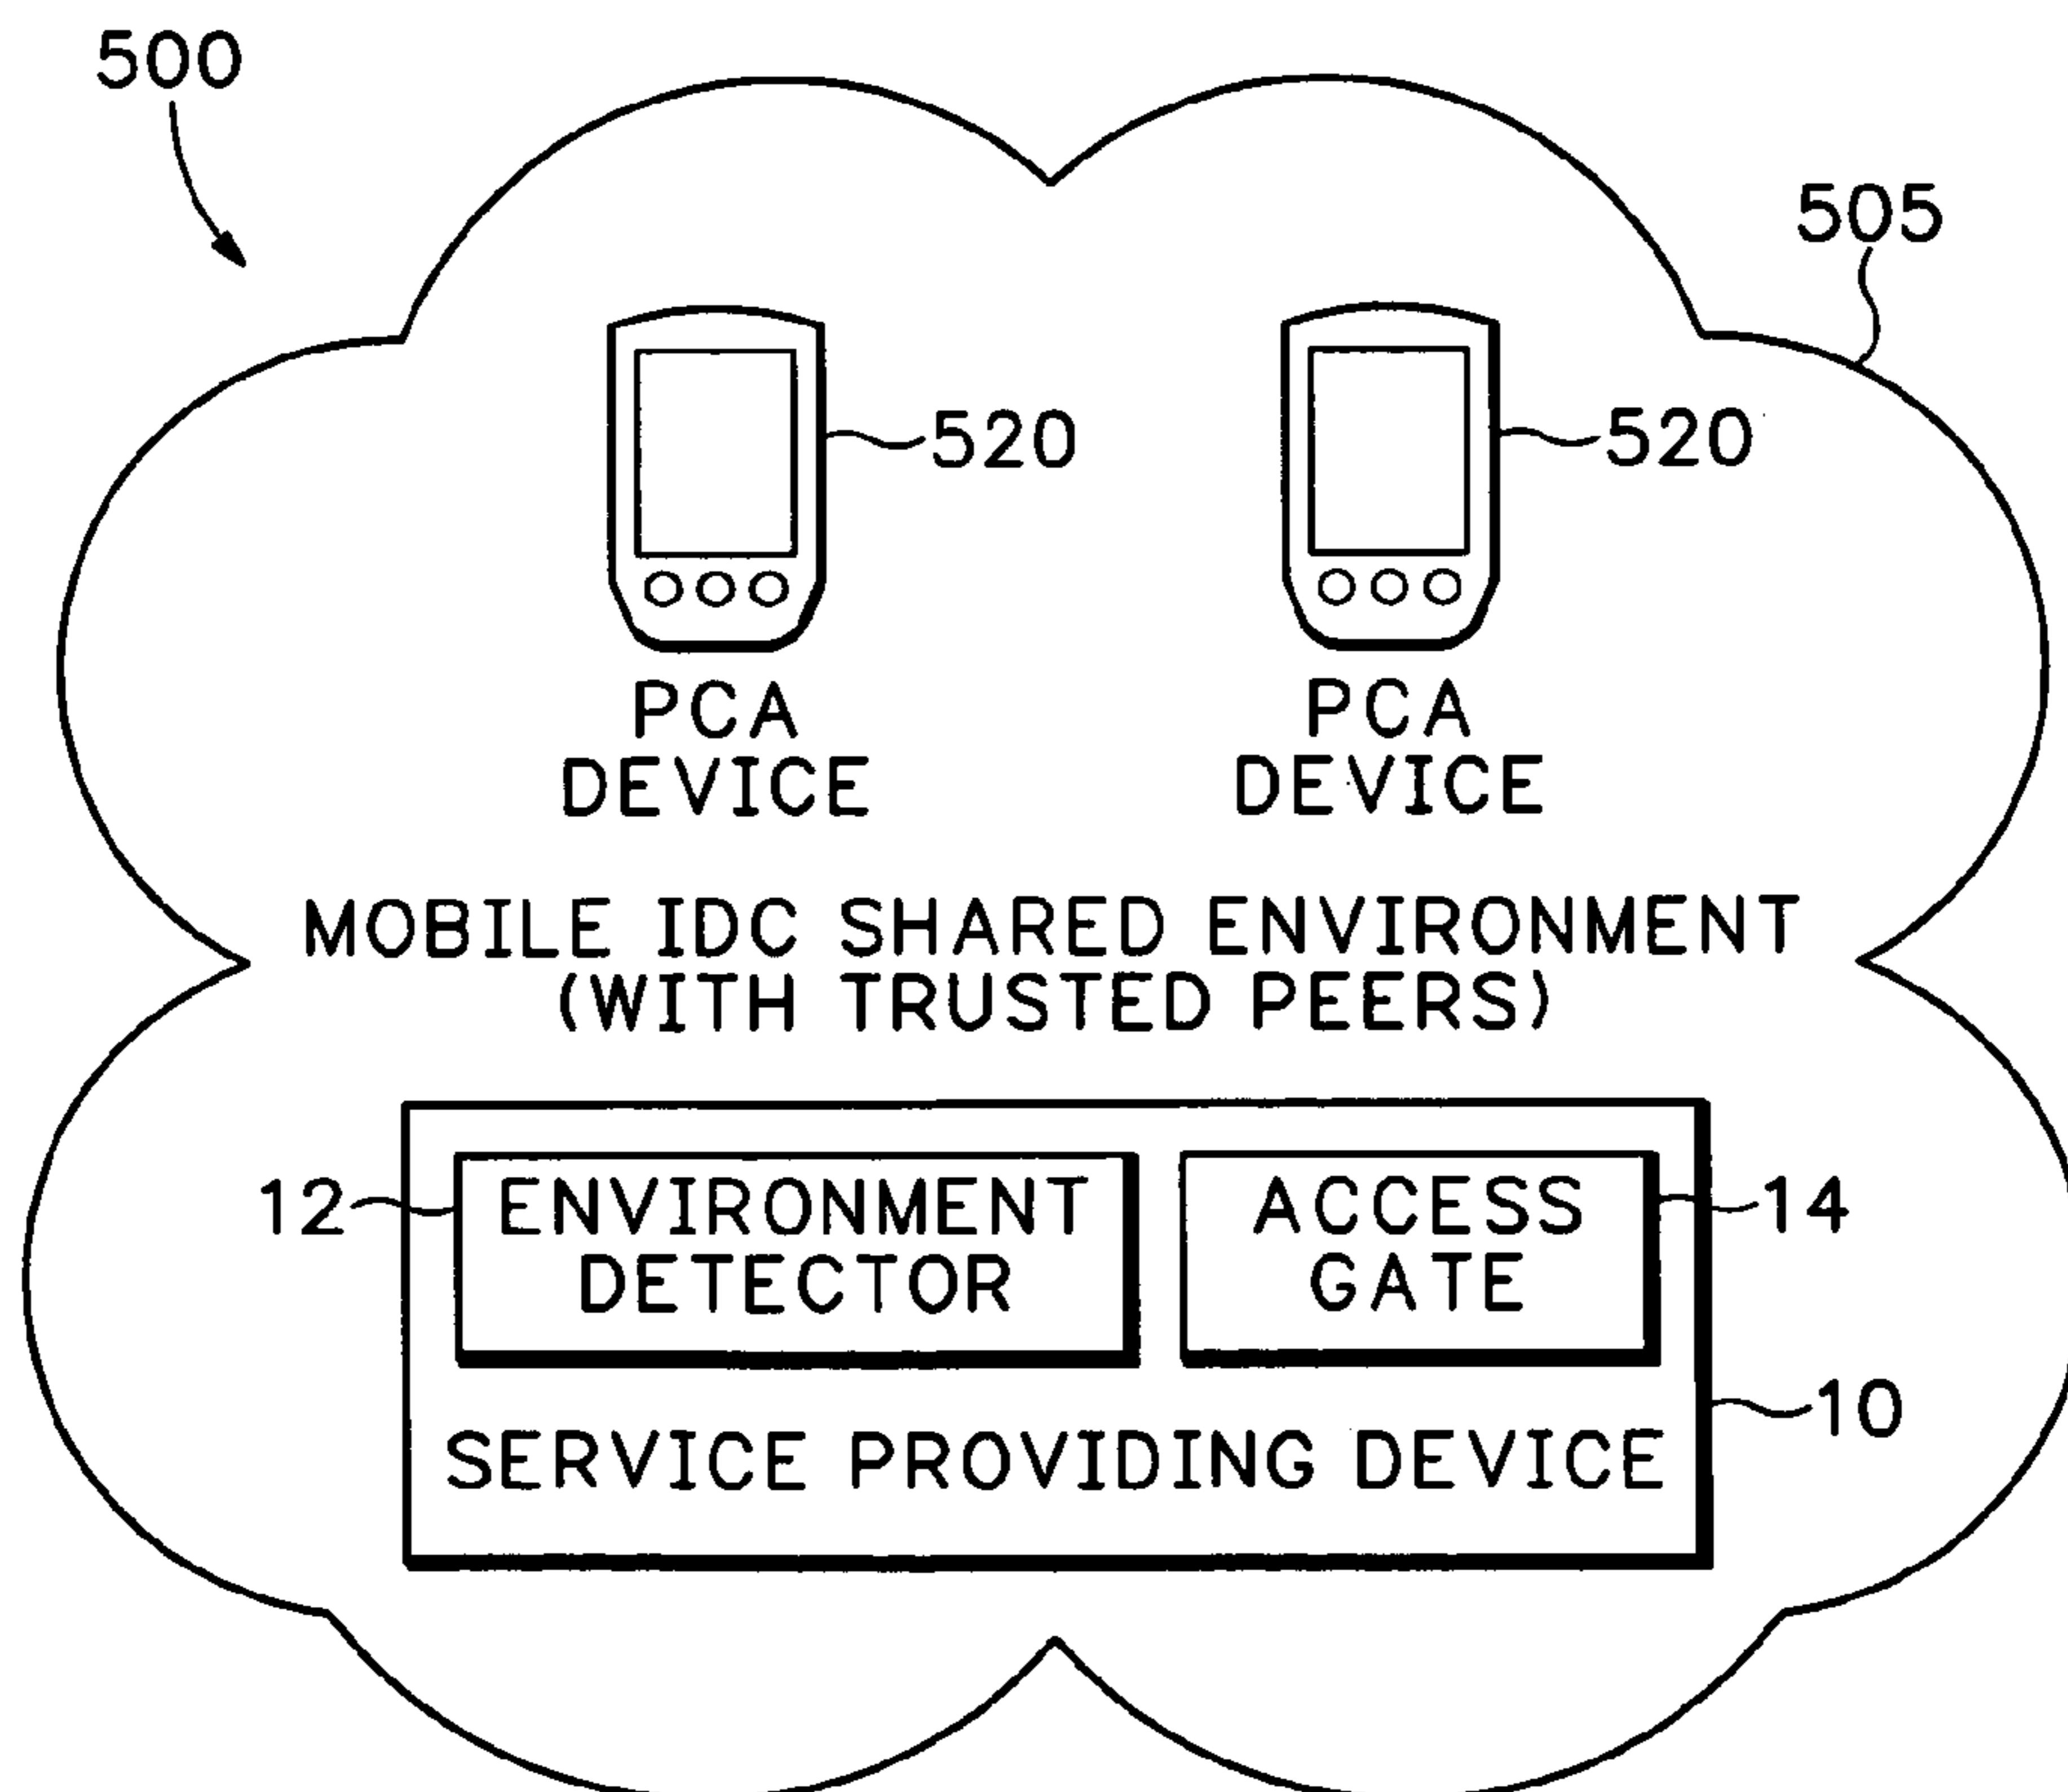 500
505
520
520
PCA
DEVICE
PCA
DEVICE
MOBILE IDC SHARED ENVIRONMENT
(WITH TRUSTED PEERS)
12
ENVIRONMENT
DETECTOR
ACCESS
GATE
14
10
SERVICE PROVIDING DEVICE